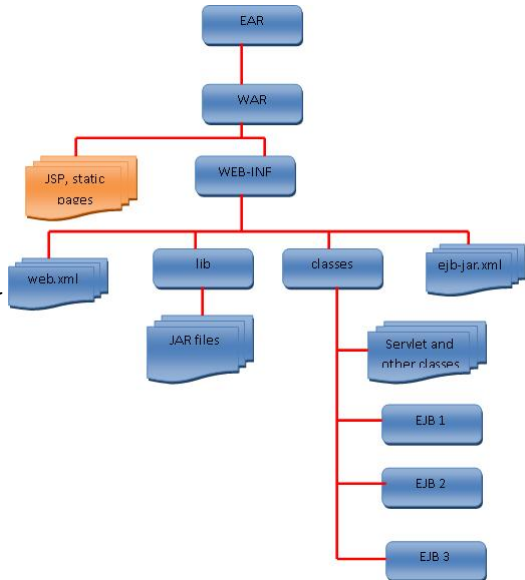 EAR
WAR
JSP, static
pages
WEB-INF
web.xml
lib
classes
ejb-jar.xml
JAR files
Servlet and
other classes
EJB 1
EJB 2
EJB 3